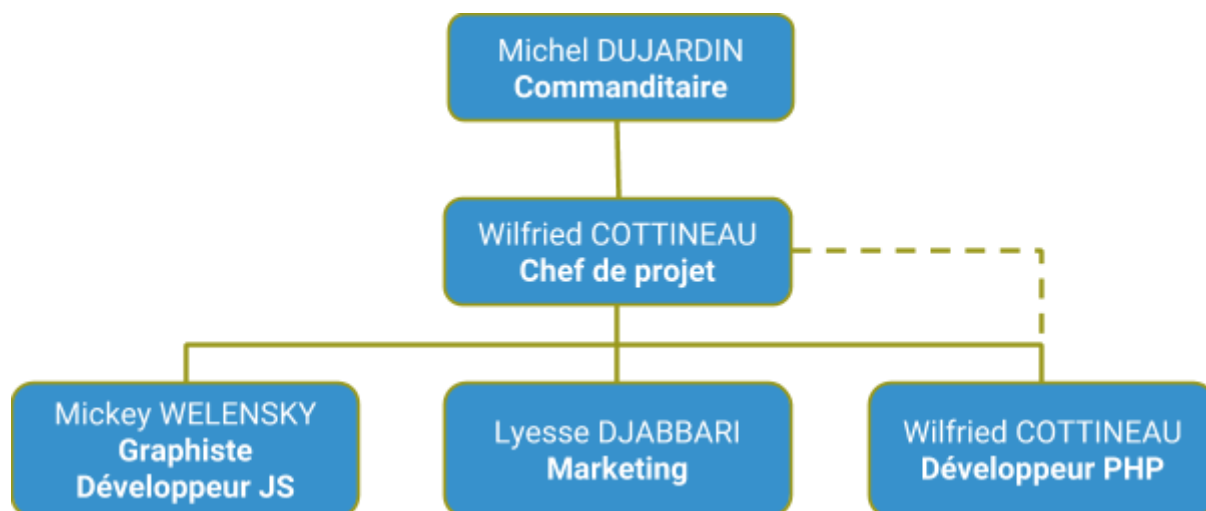 Michel DUJARDIN
Commanditaire
Wilfried COTTINEAU
Chef de projet
Mickey WELENSKY
Graphiste
Développeur JS
Lyesse DJABBARI
Marketing
Wilfried COTTINEAU
Développeur PHP